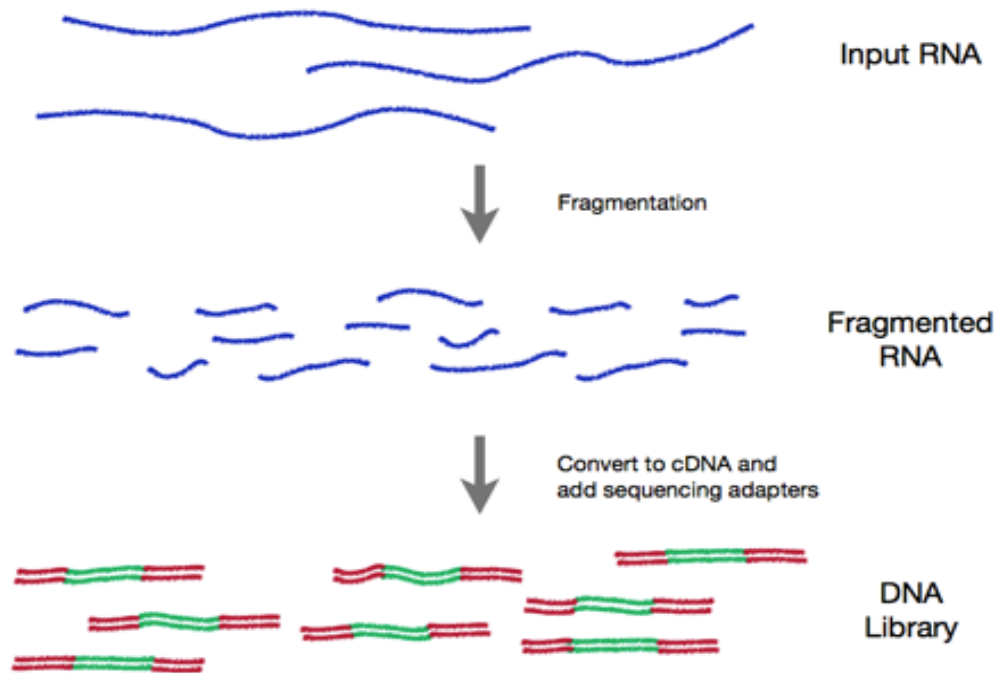 Input RNA
Fragmentation
Fragmented
RNA
Convert to cDNA and
add sequencing adapters
DNA
Library